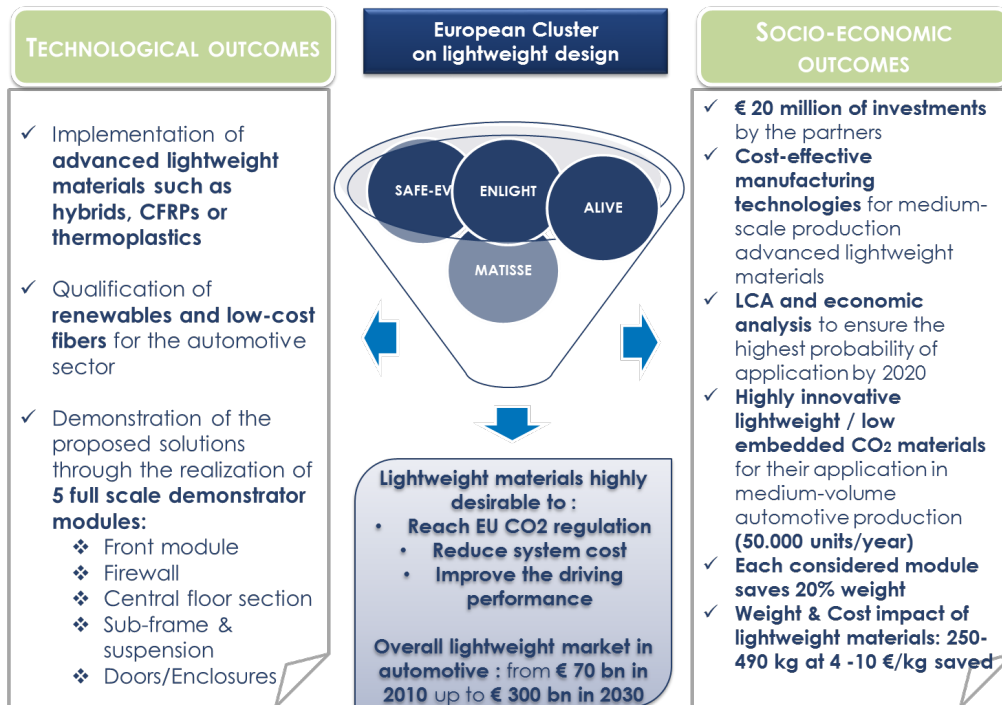 TECHNOLOGICAL OUTCOMES
✓ Implementation of
advanced lightweight
materials such as
hybrids, CFRPs or
thermoplastics
✓ Qualification of
renewables and low-cost
fibers for the automotive
sector
✓ Demonstration of the
proposed solutions
through the realization of
5 full scale demonstrator
modules:
❖ Front module
❖ Firewall
❖ Central floor section
❖ Sub-frame &
suspension
❖ Doors/Enclosures
European Cluster
on lightweight design
SAFE-EV
ENLIGHT
ALIVE
MATISSE
Lightweight materials highly
desirable to :
• Reach EU CO2 regulation
• Reduce system cost
• Improve the driving
performance
Overall lightweight market in
automotive : from € 70 bn in
2010 up to € 300 bn in 2030
SOCIO-ECONOMIC
OUTCOMES
✓ € 20 million of investments
by the partners
✓ Cost-effective
manufacturing
technologies for medium-
scale production
advanced lightweight
materials
✓ LCA and economic
analysis to ensure the
highest probability of
application by 2020
✓ Highly innovative
lightweight / low
embedded CO₂ materials
for their application in
medium-volume
automotive production
(50.000 units/year)
✓ Each considered module
saves 20% weight
✓ Weight & Cost impact of
lightweight materials: 250-
490 kg at 4 -10 €/kg saved